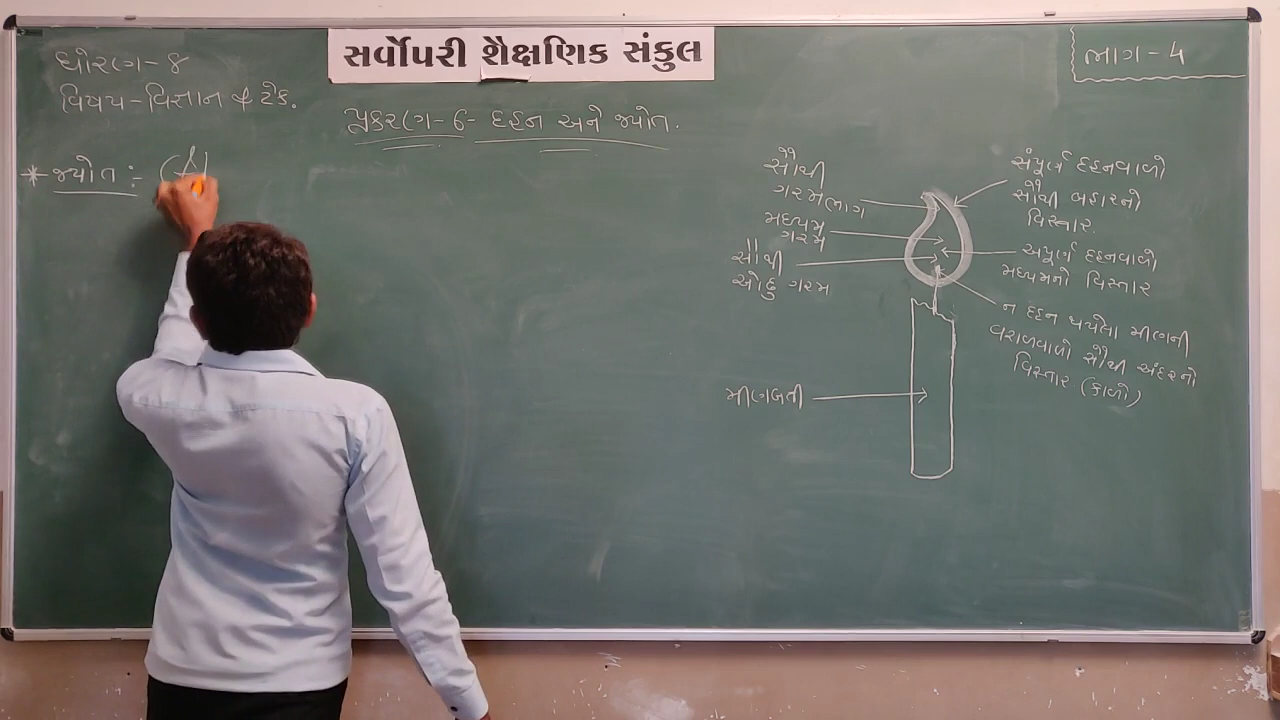 સર્વોપરી શૈક્ષણિક સંકુલ
ધોરણ-૪
વિષય-વિજ્ઞાન & ટેક.
ભાગ-4
પ્રકરણ-6- દહન અને જ્યોત.
* જ્યોત :- (A)
સૌથી
ગરમભાગ
મધ્યમ
ગરમ
સૌથી
ઓછુ ગરમ
મીણબત્તી
સંપૂર્ણ દહનવાળો
સૌથી બહારનો
વિસ્તાર.
અપૂર્ણ દહનવાળો
મધ્યમનો વિસ્તાર
ન દહન થયેલા મીણની
વરાળવાળો સૌથી અંદરનો
વિસ્તાર (કાળો)